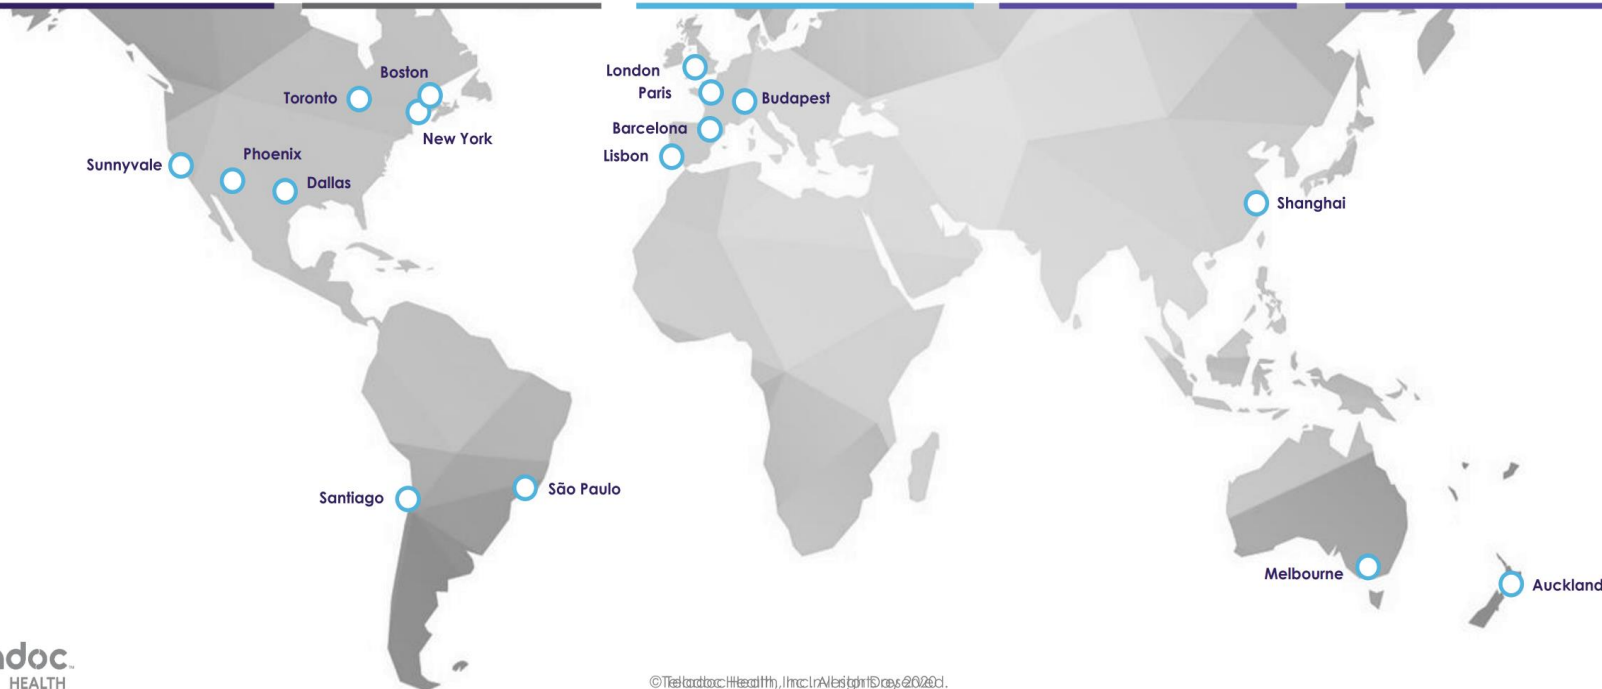 Boston
Toronto
New York
Sunnyvale
Phoenix
Dallas
London
Paris
Budapest
Barcelona
Lisbon
Shanghai
Santiago
São Paulo
Melbourne
Auckland
adoc
HEALTH